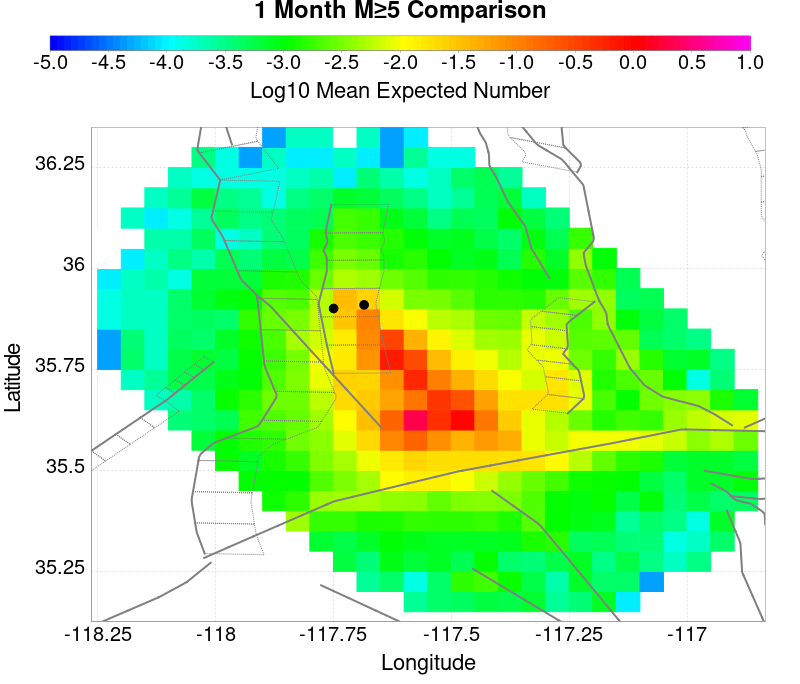 1 Month M≥5 Comparison
-5.0 -4.5 -4.0 -3.5 -3.0 -2.5 -2.0 -1.5 -1.0 -0.5 0.0 0.5 1.0
Log10 Mean Expected Number
36.25
36
35.75
35.5
35.25
Latitude
-118.25 -118 -117.75 -117.5 -117.25 -117
Longitude